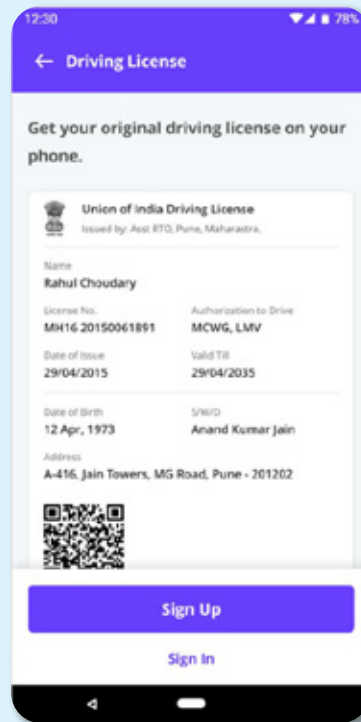 12:30 78%
Driving License
Get your original driving license on your
phone.
Union of India Driving License
Issued by: Asst RTO, Pune, Maharastra.
Name
Rahul Choudary
License No. Authorization to Drive
MH16 20150061891 MCWG, LMV
Date of Issue Valid Till
29/04/2015 29/04/2035
Date of Birth S/W/D
12 Apr, 1973 Anand Kumar Jain
Address
A-416, Jain Towers, MG Road, Pune - 201202
Sign Up
Sign In